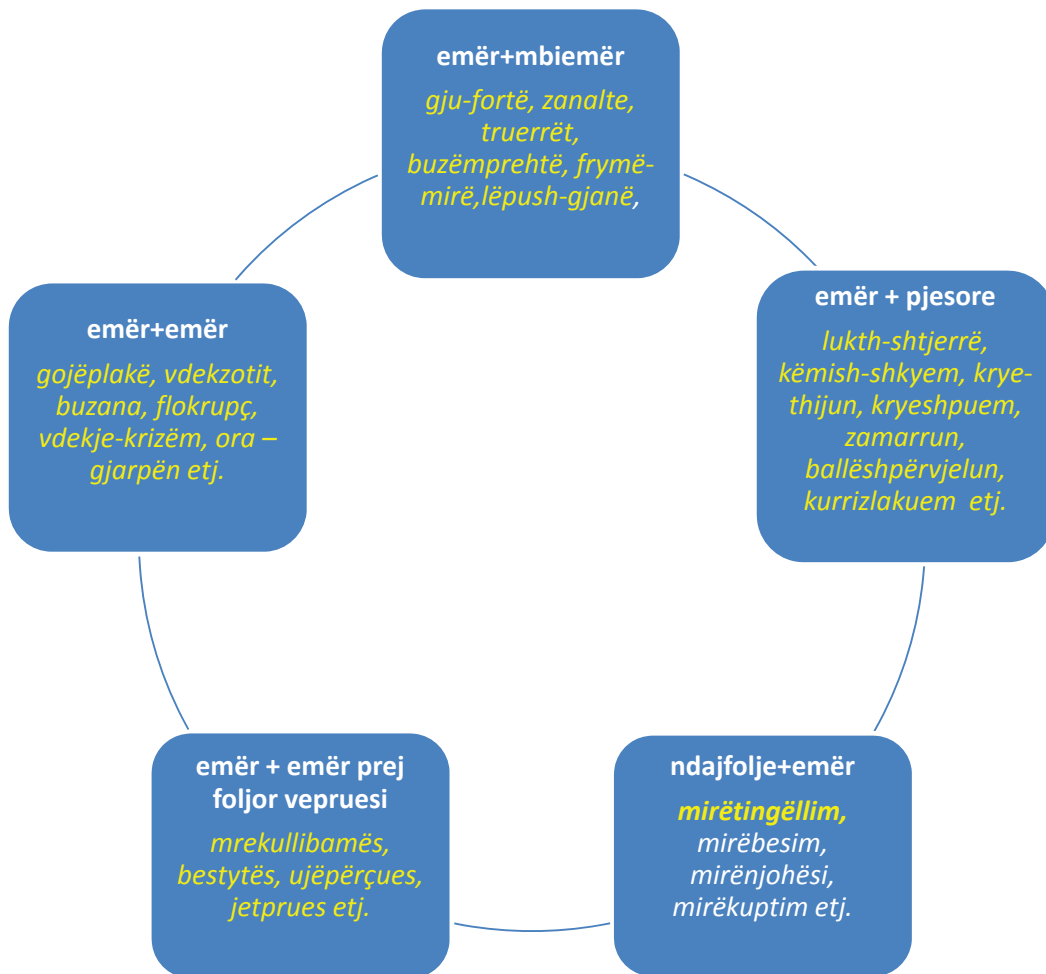 emër+mbiemër
gju-fortë, zanalte,
truerrët,
buzëmprehtë, frymë-
mirë,lëpush-gjanë,
emër + pjesore
lukth-shtjerrë,
këmish-shkyem, krye-
thijun, kryeshpuem,
zamarrun,
ballëshpërvjelun,
kurrizlakuem etj.
ndajfolje+emër
mirëtingëllim,
mirëbesim,
mirënjohësi,
mirëkuptim etj.
emër + emër prej
foljor vepruesi
mrekullibamës,
bestytës, ujëpërçues,
jetprues etj.
emër+emër
gojëplakë, vdekzotit,
buzana, flokrupç,
vdekje-krizëm, ora –
gjarpën etj.